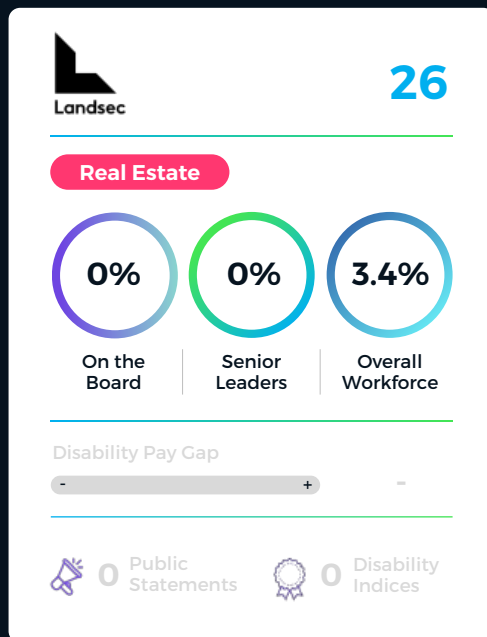 Landsec
26
Real Estate
0%
0%
3.4%
On the
Board
Senior
Leaders
Overall
Workforce
Disability Pay Gap
-
+
-
0
Public
Statements
0
Disability
Indices